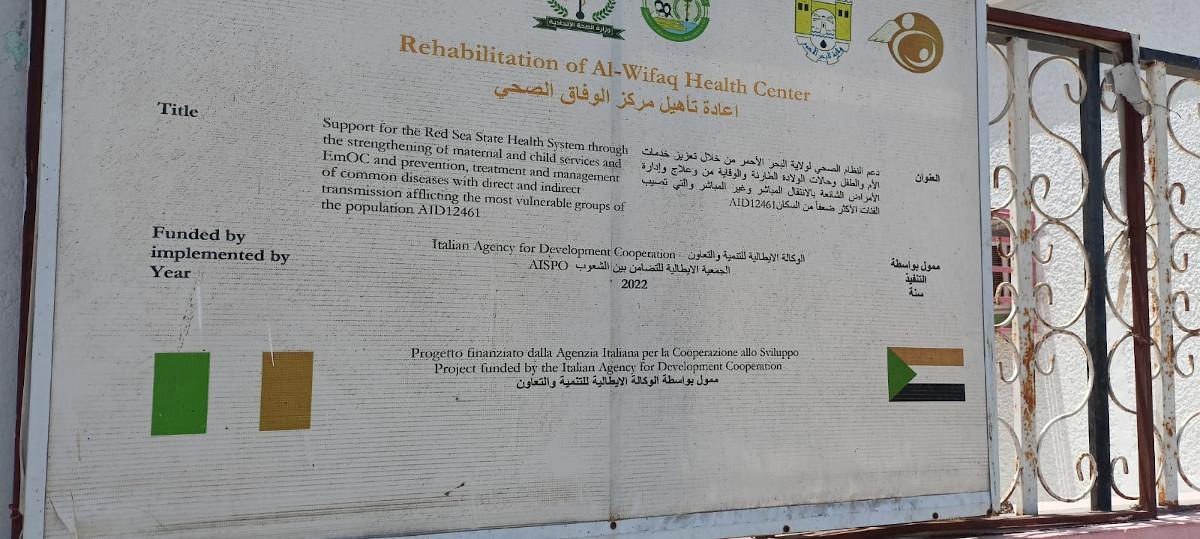 وزارة الصحة الإتحادية
ولاية البحر الأحمر
Rehabilitation of Al-Wifaq Health Center
اعادة تأهيل مركز الوفاق الصحي
Title
Support for the Red Sea State Health System through
the strengthening of maternal and child services and
EmOC and prevention, treatment and management
of common diseases with direct and indirect
transmission afflicting the most vulnerable groups of
the population AID12461
العنوان
دعم النظام الصحي لولاية البحر الأحمر من خلال تعزيز خدمات
الأم والطفل وحالات الولادة الطارئة والوقاية من وعلاج وإدارة
الأمراض الشائعة بالانتقال المباشر وغير المباشر والتي تصيب
الفئات الأكثر ضعفاً من السكان AID12461
Funded by
implemented by
Year
Italian Agency for Development Cooperation - الوكالة الايطالية للتنمية والتعاون
AISPO الجمعية الايطالية للتضامن بين الشعوب
2022
ممول بواسطة
التنفيذ
سنة
Progetto finanziato dalla Agenzia Italiana per la Cooperazione allo Sviluppo
Project funded by the Italian Agency for Development Cooperation
ممول بواسطة الوكالة الايطالية للتنمية والتعاون